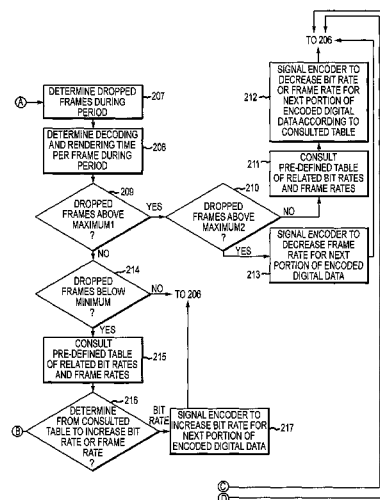 TO 206
SIGNAL ENCODER TO
DECREASE BIT RATE
OR FRAME RATE FOR
NEXT PORTION OF
ENCODED DIGITAL
DATA ACCORDING TO
CONSULTED TABLE
212
A
DETERMINE DROPPED
FRAMES DURING
PERIOD
207
DETERMINE DECODING
AND RENDERING TIME
PER FRAME DURING
PERIOD
208
211
CONSULT
PRE-DEFINED TABLE
OF RELATED BIT RATES
AND FRAME RATES
209
DROPPED
FRAMES ABOVE
MAXIMUM1
?
YES
210
DROPPED
FRAMES ABOVE
MAXIMUM2
?
NO
YES
NO
SIGNAL ENCODER TO
DECREASE FRAME
RATE FOR NEXT
PORTION OF ENCODED
DIGITAL DATA
213
214
DROPPED
FRAMES BELOW
MINIMUM
?
NO
TO 206
YES
CONSULT
PRE-DEFINED TABLE
OF RELATED BIT RATES
AND FRAME RATES
215
216
B
DETERMINE
FROM CONSULTED
TABLE TO INCREASE BIT
RATE OR FRAME
RATE
?
BIT
RATE
SIGNAL ENCODER TO
INCREASE BIT RATE FOR
NEXT PORTION OF
ENCODED DIGITAL DATA
217
C
D